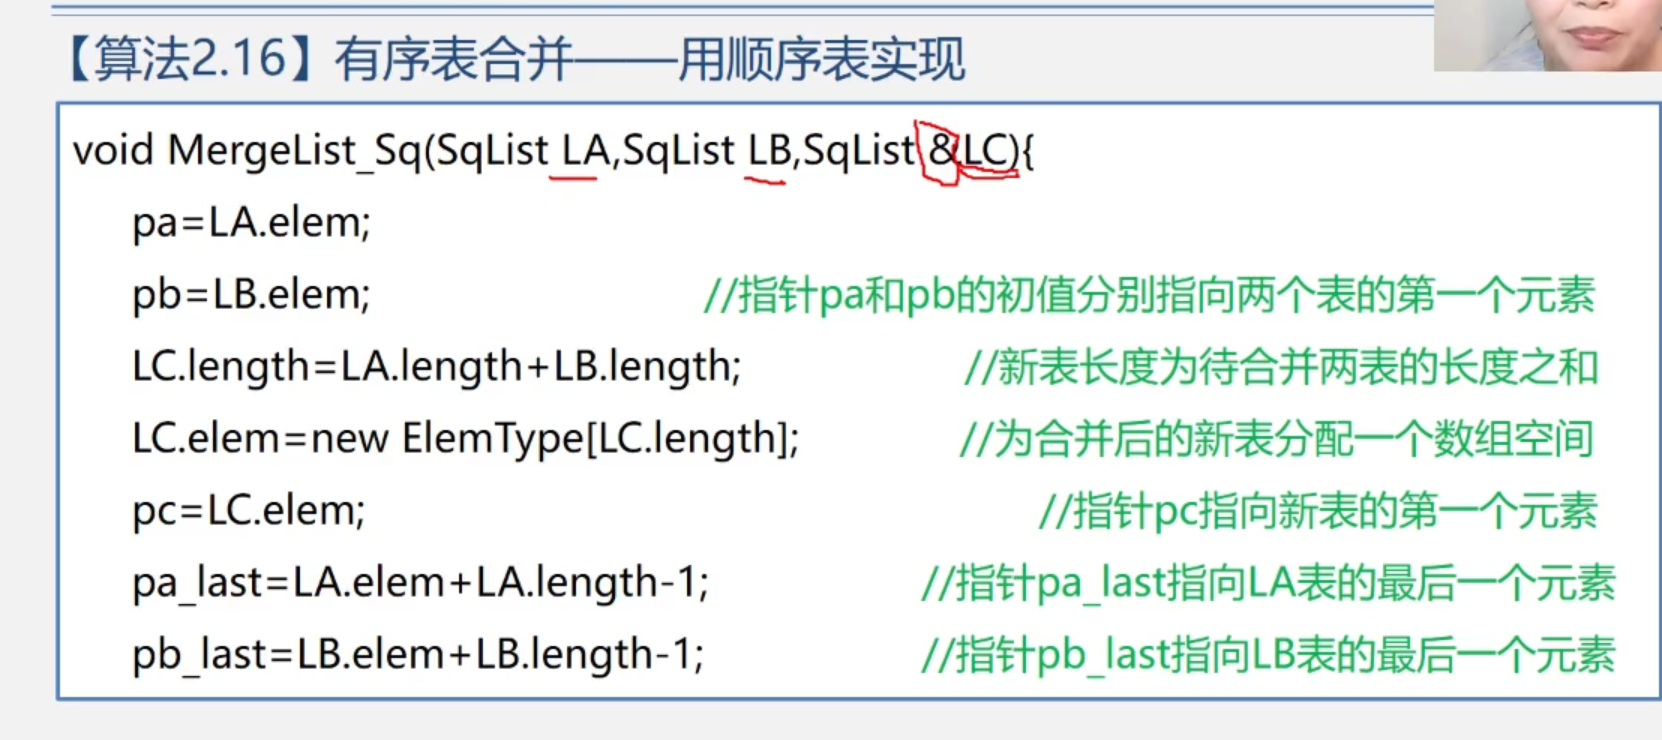 【算法2.16】有序表合并——用顺序表实现
void MergeList_Sq(SqList LA,SqList LB,SqList &LC){
pa=LA.elem;
pb=LB.elem; //指针pa和pb的初值分别指向两个表的第一个元素
LC.length=LA.length+LB.length; //新表长度为待合并两表的长度之和
LC.elem=new ElemType[LC.length]; //为合并后的新表分配一个数组空间
pc=LC.elem; //指针pc指向新表的第一个元素
pa_last=LA.elem+LA.length-1; //指针pa_last指向LA表的最后一个元素
pb_last=LB.elem+LB.length-1; //指针pb_last指向LB表的最后一个元素